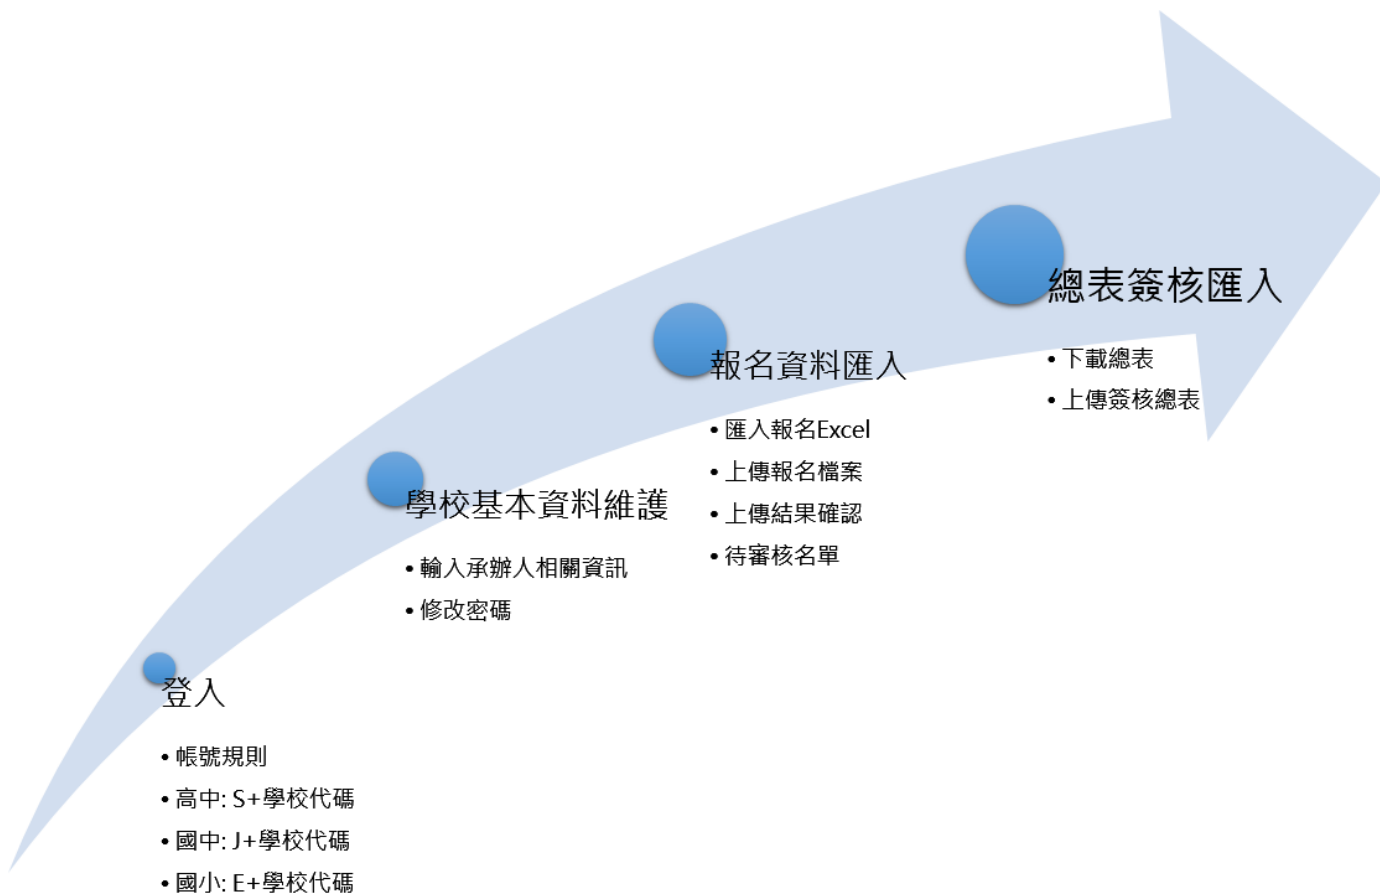 登入
• 帳號規則
• 高中: S+學校代碼
• 國中: J+學校代碼
• 國小: E+學校代碼
學校基本資料維護
• 輸入承辦人相關資訊
• 修改密碼
報名資料匯入
• 匯入報名Excel
• 上傳報名檔案
• 上傳結果確認
• 待審核名單
總表簽核匯入
• 下載總表
• 上傳簽核總表